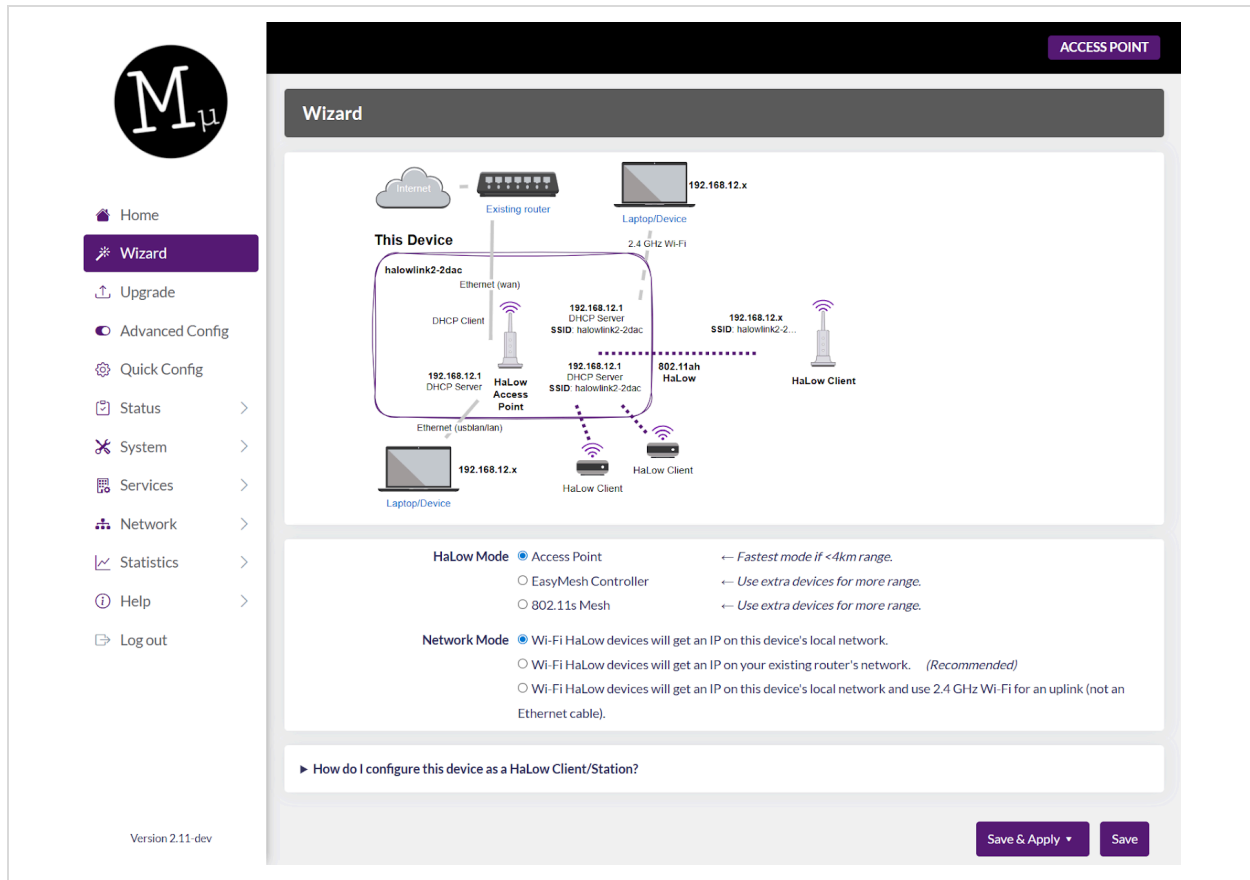 ACCESS POINT
Mμ
Wizard
Home
Wizard
Upgrade
Advanced Config
Quick Config
Status
System
Services
Network
Statistics
Help
Log out
Version 2.11-dev
Internet
Existing router
192.168.12.x
Laptop/Device
2.4 GHz Wi-Fi
This Device
halowlink2-2dac
Ethernet (wan)
DHCP Client
192.168.12.1
DHCP Server
SSID: halowlink2-2dac
192.168.12.x
SSID: halowlink2-2...
802.11ah
HaLow
HaLow Client
192.168.12.1
DHCP Server
HaLow
Access
Point
192.168.12.1
DHCP Server
SSID: halowlink2-2dac
Ethernet (usblan/lan)
192.168.12.x
Laptop/Device
HaLow Client
HaLow Client
HaLow Mode Access Point ← Fastest mode if <4km range.
EasyMesh Controller ← Use extra devices for more range.
802.11s Mesh ← Use extra devices for more range.
Network Mode Wi-Fi HaLow devices will get an IP on this device's local network.
Wi-Fi HaLow devices will get an IP on your existing router's network. (Recommended)
Wi-Fi HaLow devices will get an IP on this device's local network and use 2.4 GHz Wi-Fi for an uplink (not an
Ethernet cable).
How do I configure this device as a HaLow Client/Station?
Save & Apply
Save